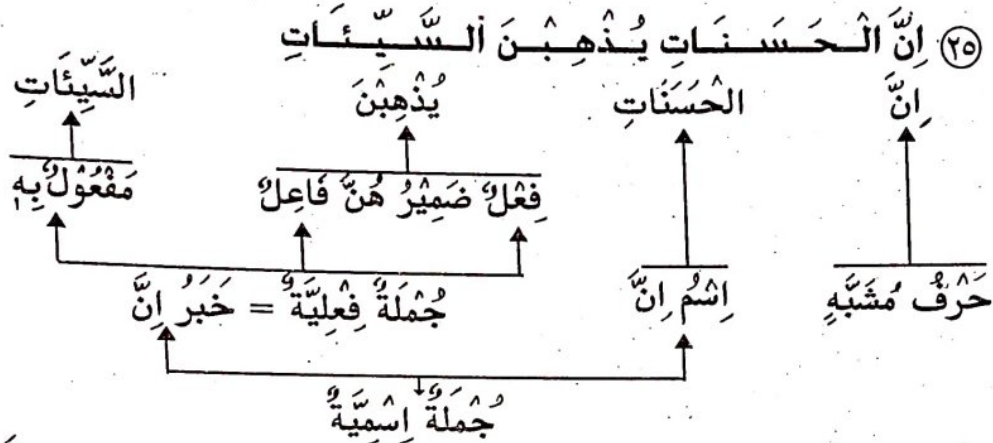 ٢٥ اِنَّ الْحَسَنَاتِ يُذْهِبْنَ السَّيِّئَاتِ
اِنَّ الْحَسَنَاتِ يُذْهِبْنَ السَّيِّئَاتِ
فِعْلٌ ضَمِيْرُ هُنَّ فَاعِلٌ مَفْعُوْلٌ بِهٖ
حَرْفُ مُشَبَّهٍ اِسْمُ اِنَّ جُمْلَةٌ فِعْلِيَّةٌ = خَبَرُ اِنَّ
جُمْلَةٌ اِسْمِيَّةٌ